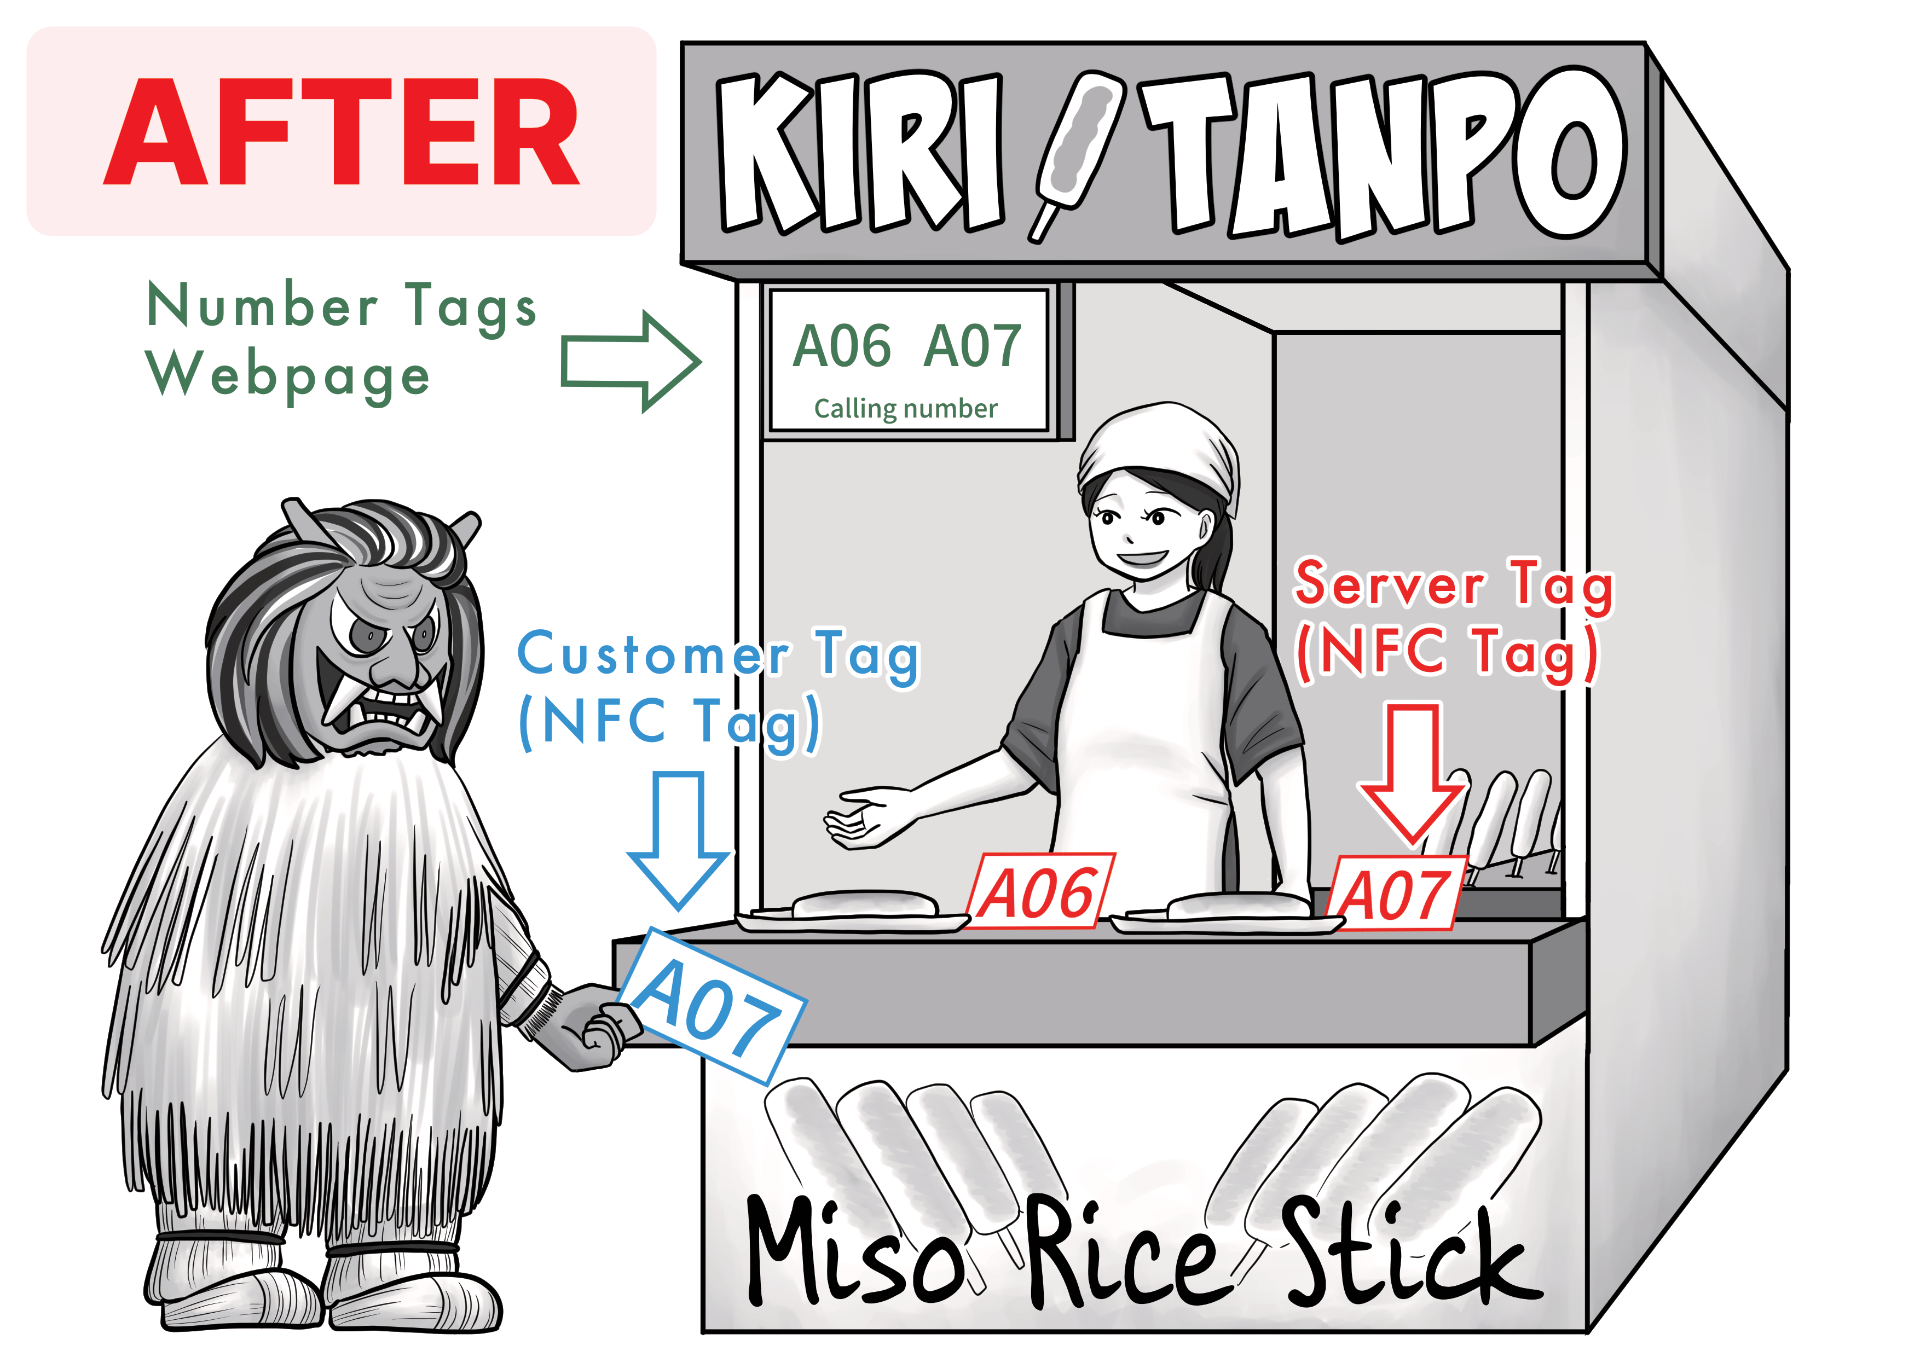 AFTER
KIRI TANPO
Number Tags
Webpage
A06 A07
Calling number
Customer Tag
(NFC Tag)
Server Tag
(NFC Tag)
A06
A07
A07
Miso Rice Stick